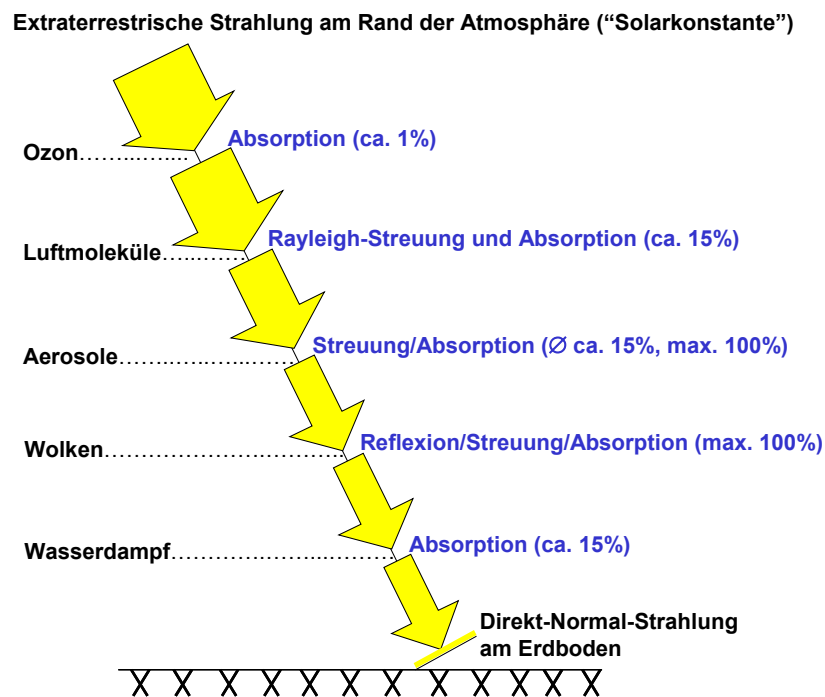 Extraterrestrische Strahlung am Rand der Atmosphäre (“Solarkonstante”)
Ozon……..…….... Absorption (ca. 1%)
Luftmoleküle…..……... Rayleigh-Streuung und Absorption (ca. 15%)
Aerosole……..…….…..……... Streuung/Absorption (∅ ca. 15%, max. 100%)
Wolken…………………..……….. Reflexion/Streuung/Absorption (max. 100%)
Wasserdampf………….…….....……... Absorption (ca. 15%)
Direkt-Normal-Strahlung
am Erdboden